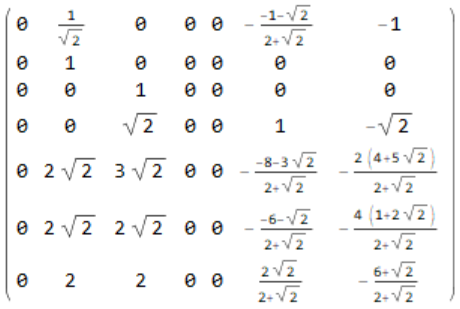 0 1/√2 0 0 0 -(-1-√2)/(2+√2) -1
0 1 0 0 0 0 0
0 0 1 0 0 0 0
0 0 √2 0 0 1 -√2
0 2√2 3√2 0 0 -(-8-3√2)/(2+√2) -(2(4+5√2))/(2+√2)
0 2√2 2√2 0 0 -(-6-√2)/(2+√2) -(4(1+2√2))/(2+√2)
0 2 2 0 0 (2√2)/(2+√2) -(6+√2)/(2+√2)